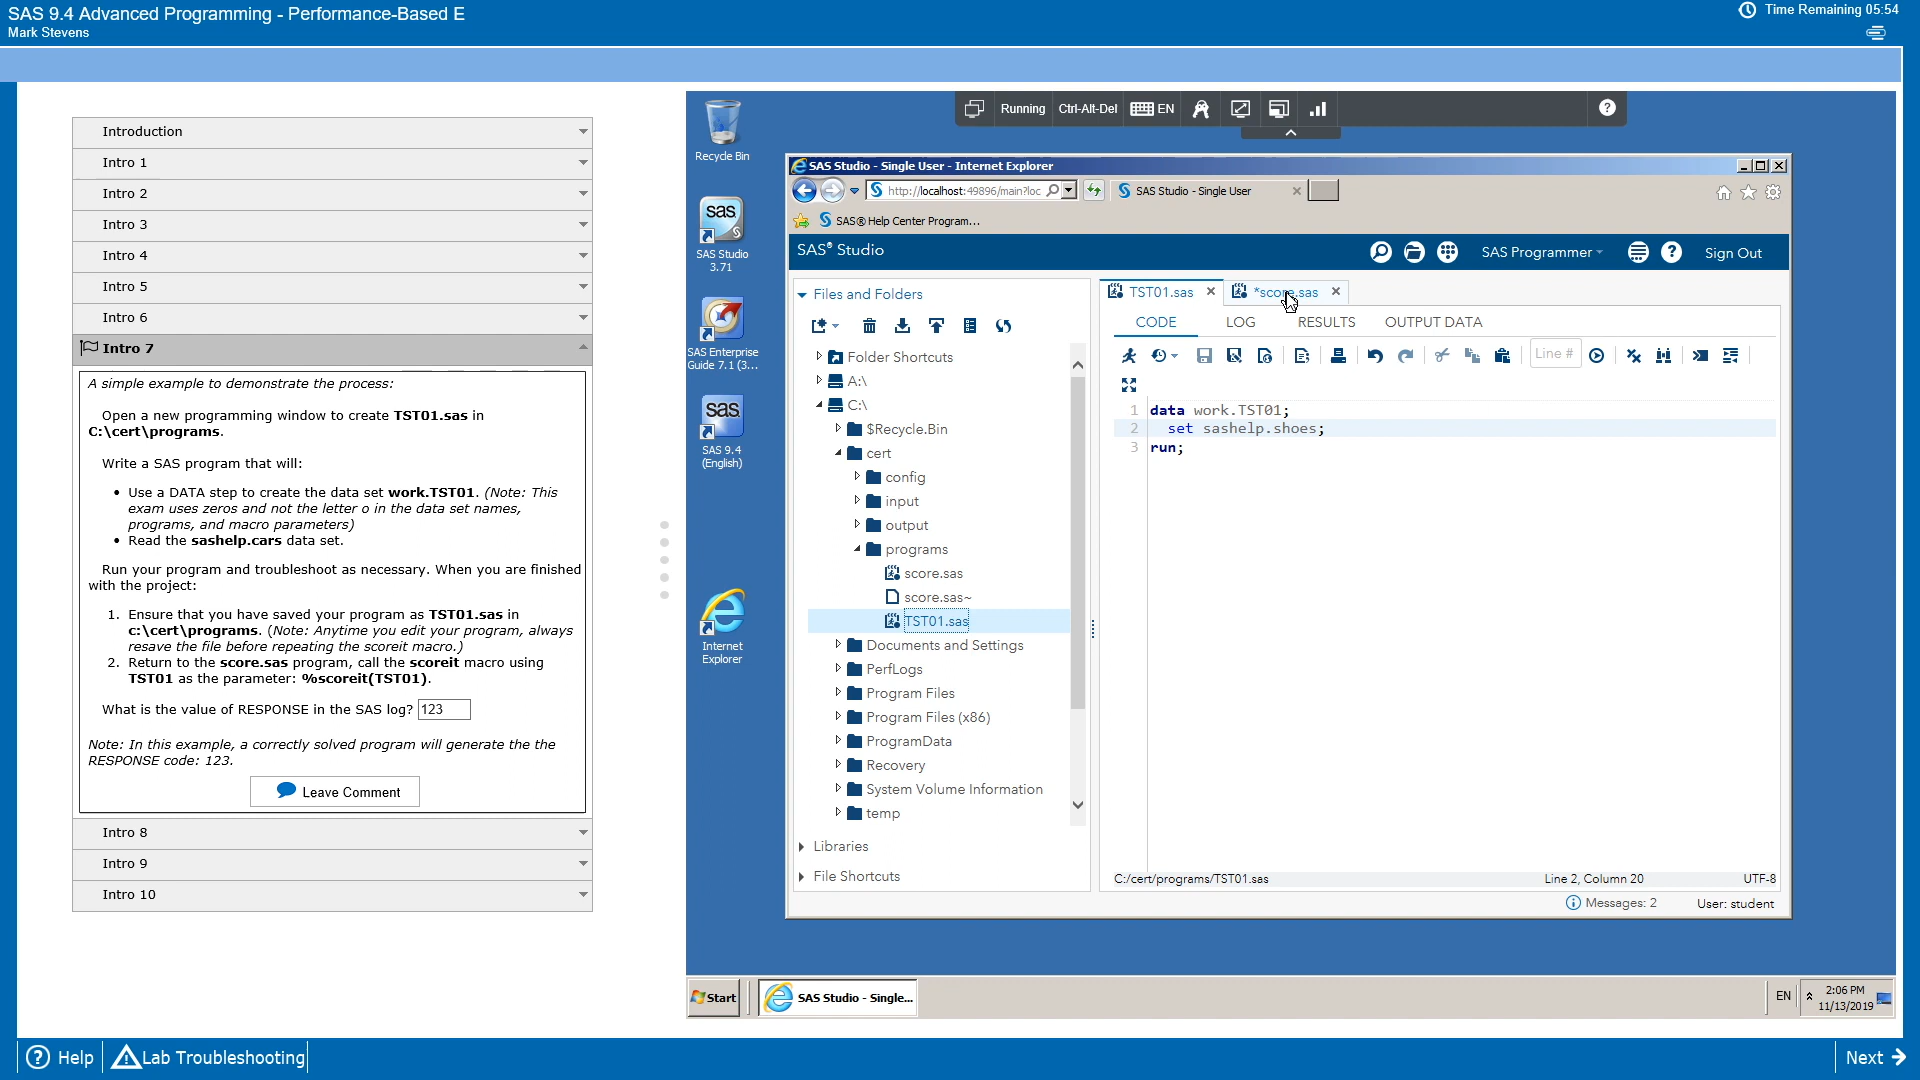 SAS 9.4 Advanced Programming - Performance-Based E
Mark Stevens
Time Remaining 05:54
Introduction
Intro 1
Intro 2
Intro 3
Intro 4
Intro 5
Intro 6
Intro 7
A simple example to demonstrate the process:
Open a new programming window to create TST01.sas in
C:\cert\programs.
Write a SAS program that will:
• Use a DATA step to create the data set work.TST01. (Note: This
exam uses zeros and not the letter o in the data set names,
programs, and macro parameters)
• Read the sashelp.cars data set.
Run your program and troubleshoot as necessary. When you are finished
with the project:
1. Ensure that you have saved your program as TST01.sas in
c:\cert\programs. (Note: Anytime you edit your program, always
resave the file before repeating the scoreit macro.)
2. Return to the score.sas program, call the scoreit macro using
TST01 as the parameter: %scoreit(TST01).
What is the value of RESPONSE in the SAS log? 123
Note: In this example, a correctly solved program will generate the the
RESPONSE code: 123.
Leave Comment
Intro 8
Intro 9
Intro 10
Recycle Bin
SAS Studio
3.71
SAS Enterprise
Guide 7.1 (3...
sas
SAS 9.4
(English)
Internet
Explorer
Running
Ctrl-Alt-Del
EN
SAS Studio - Single User - Internet Explorer
http://localhost:49896/main?loc
SAS Studio - Single User
SAS® Help Center Program...
SAS® Studio
SAS Programmer
Sign Out
Files and Folders
Folder Shortcuts
A:\
C:\
$Recycle.Bin
cert
config
input
output
programs
score.sas
score.sas~
TST01.sas
Documents and Settings
PerfLogs
Program Files
Program Files (x86)
ProgramData
Recovery
System Volume Information
temp
Libraries
File Shortcuts
TST01.sas
*score.sas
CODE LOG RESULTS OUTPUT DATA
Line #
1 data work.TST01;
2 set sashelp.shoes;
3 run;
C:/cert/programs/TST01.sas
Line 2, Column 20
UTF-8
Messages: 2
User: student
Start
SAS Studio - Single...
EN
2:06 PM
11/13/2019
Help
Lab Troubleshooting
Next